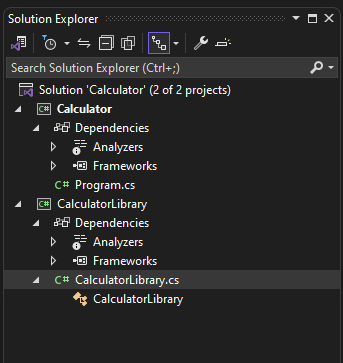 Solution Explorer
Search Solution Explorer (Ctrl+;)
Solution 'Calculator' (2 of 2 projects)
C# Calculator
Dependencies
Analyzers
Frameworks
C# Program.cs
C# CalculatorLibrary
Dependencies
Analyzers
Frameworks
C# CalculatorLibrary.cs
CalculatorLibrary